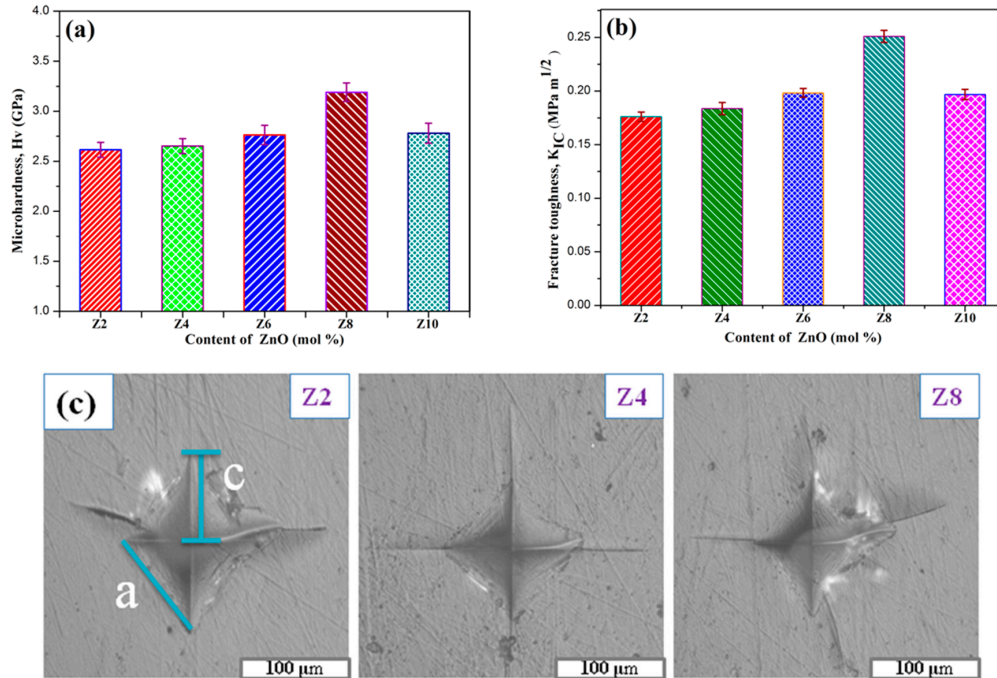 (a)
4.0
3.5
3.0
2.5
2.0
1.5
1.0
Microhardness, Hv (GPa)
Z2 Z4 Z6 Z8 Z10
Content of ZnO (mol %)
(b)
0.25
0.20
0.15
0.10
0.05
0.00
Fracture toughness, KIC (MPa m^1/2)
Z2 Z4 Z6 Z8 Z10
Content of ZnO (mol %)
(c)
Z2
c
a
100 μm
Z4
100 μm
Z8
100 μm